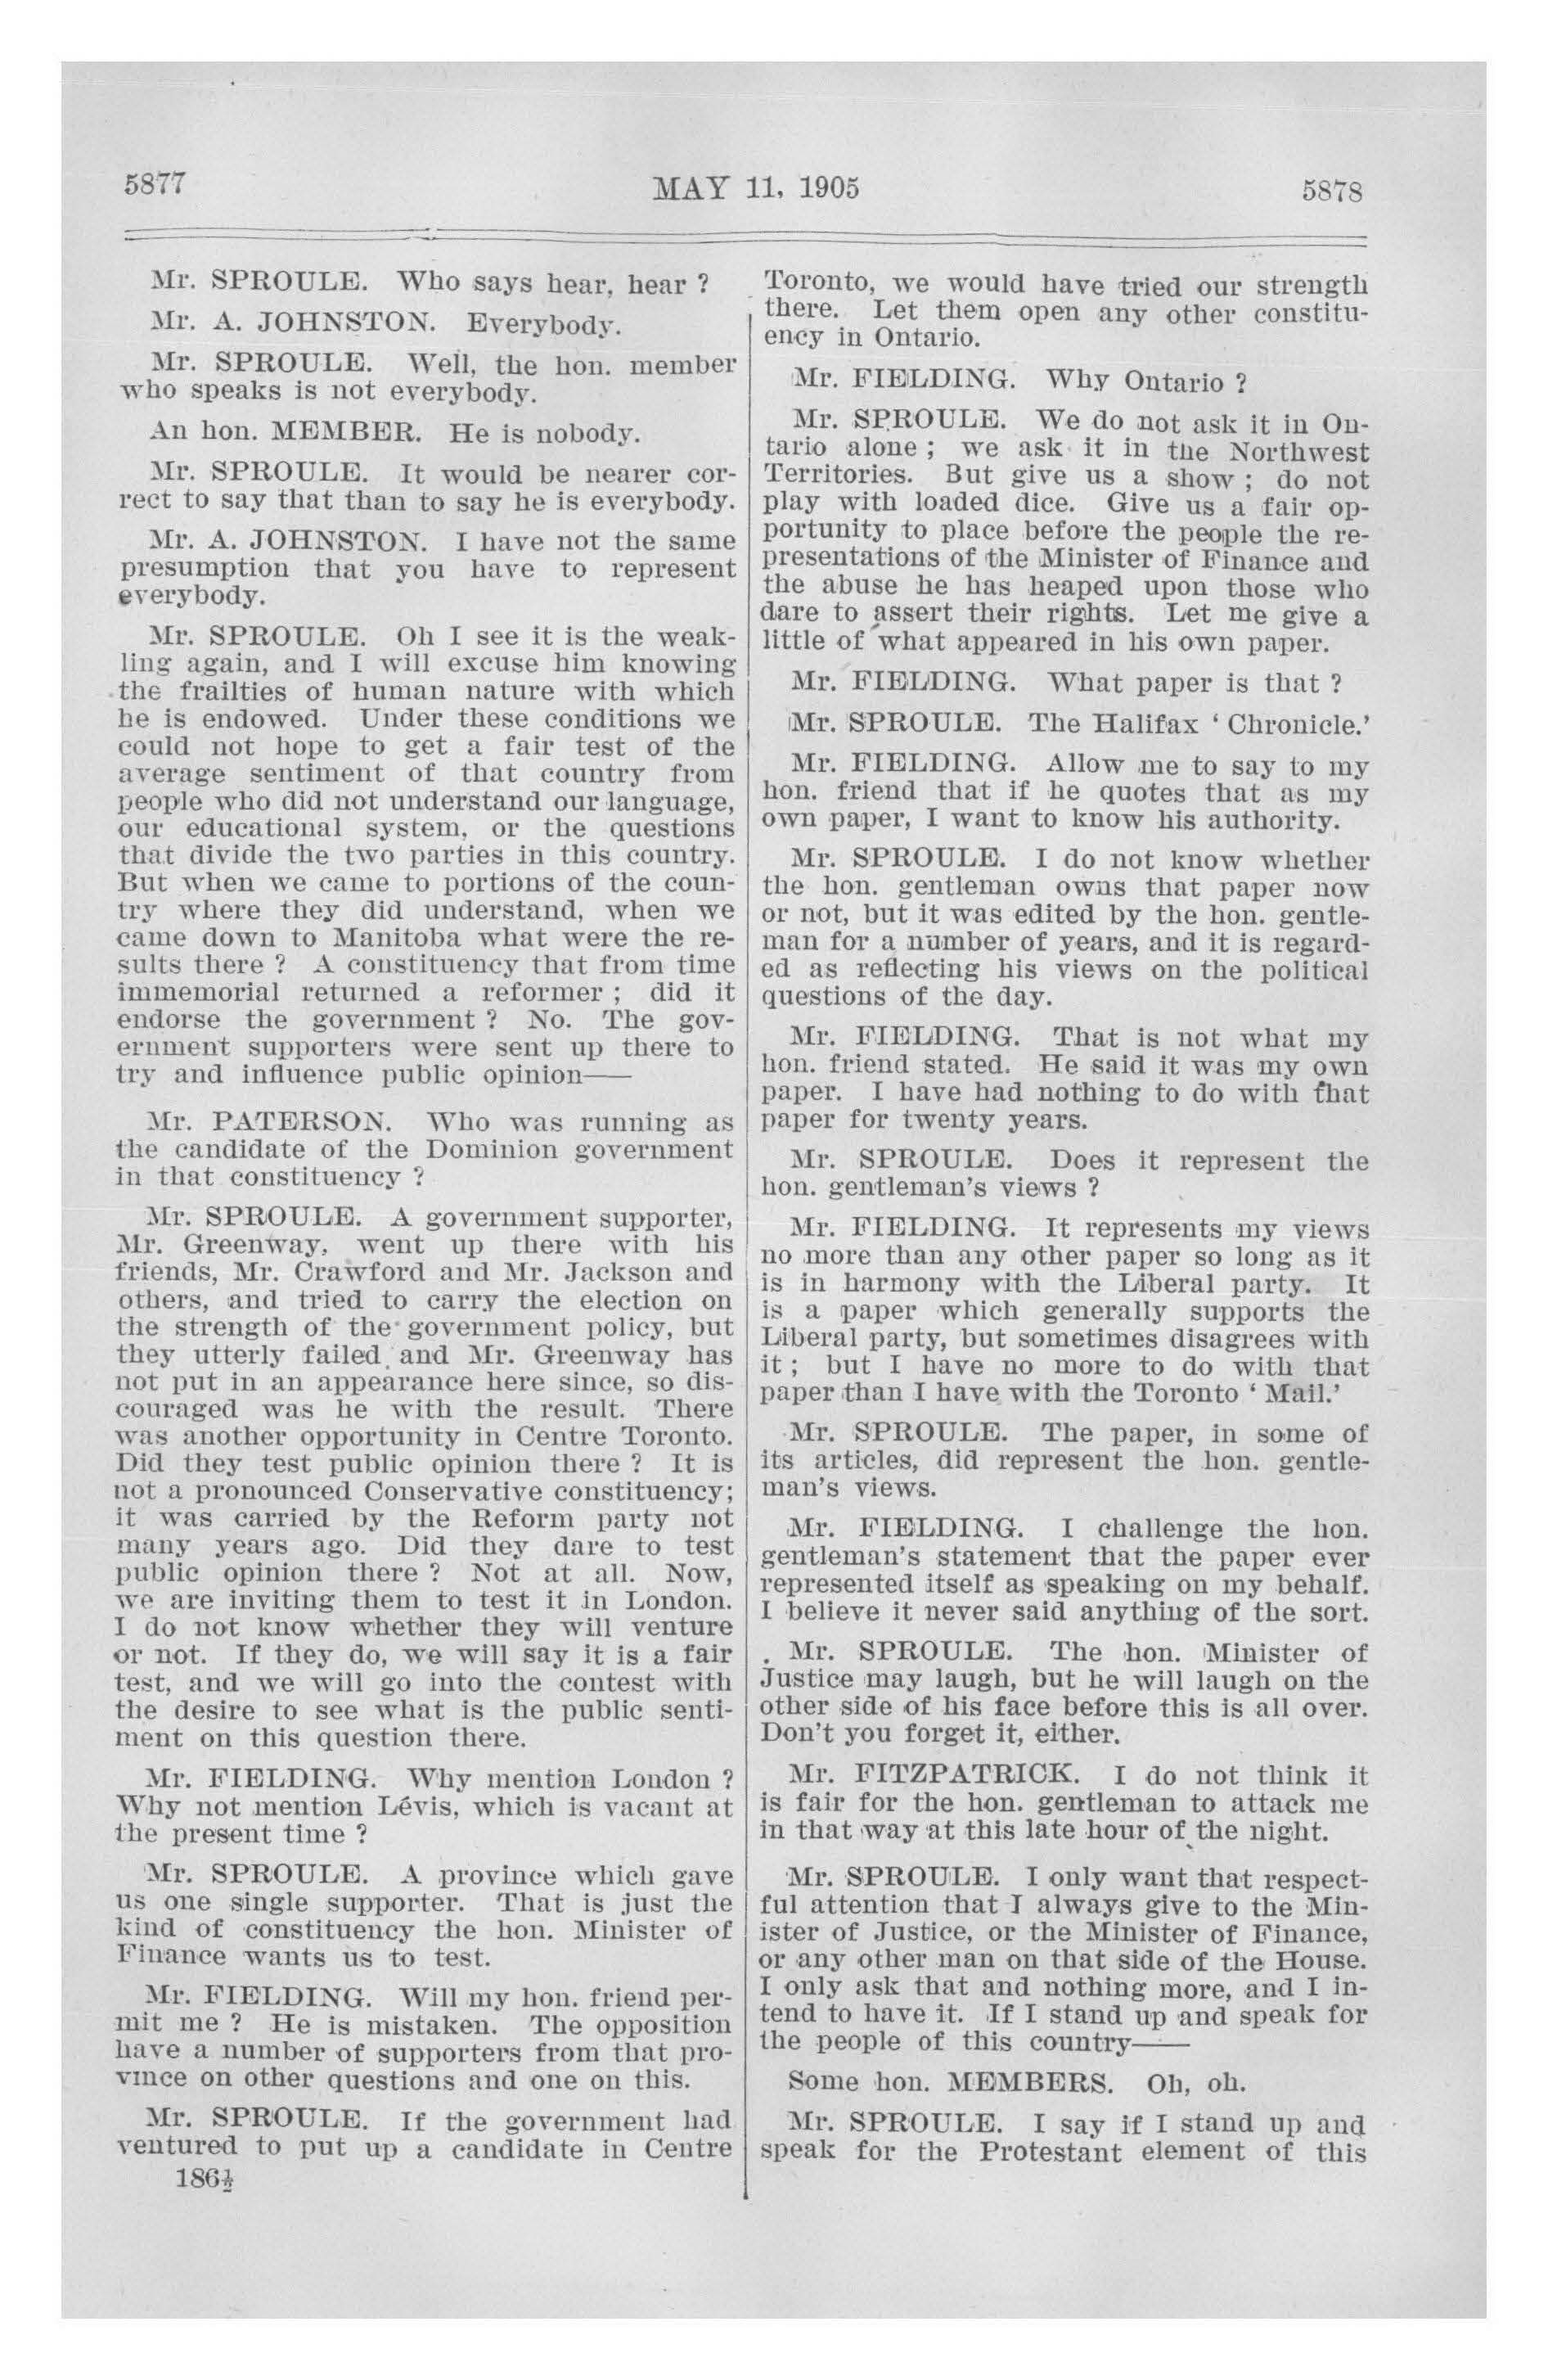 5877
MAY 11, 1905
5878
Mr. SPROULE. Who says hear, hear ?
Mr. A. JOHNSTON. Everybody.
Mr. SPROULE. Well, the hon. member
who speaks is not everybody.
An hon. MEMBER. He is nobody.
Mr. SPROULE. It would be nearer cor-
rect to say that than to say he is everybody.
Mr. A. JOHNSTON. I have not the same
presumption that you have to represent
everybody.
Mr. SPROULE. Oh I see it is the weak-
ling again, and I will excuse him knowing
the frailties of human nature with which
he is endowed. Under these conditions we
could not hope to get a fair test of the
average sentiment of that country from
people who did not understand our language,
our educational system, or the questions
that divide the two parties in this country.
But when we came to portions of the coun-
try where they did understand, when we
came down to Manitoba what were the re-
sults there ? A constituency that from time
immemorial returned a reformer ; did it
endorse the government ? No. The gov-
ernment supporters were sent up there to
try and influence public opinion——
Mr. PATERSON. Who was running as
the candidate of the Dominion government
in that constituency ?
Mr. SPROULE. A government supporter,
Mr. Greenway, went up there with his
friends, Mr. Crawford and Mr. Jackson and
others, and tried to carry the election on
the strength of the government policy, but
they utterly failed and Mr. Greenway has
not put in an appearance here since, so dis-
couraged was he with the result. There
was another opportunity in Centre Toronto.
Did they test public opinion there ? It is
not a pronounced Conservative constituency;
it was carried by the Reform party not
many years ago. Did they dare to test
public opinion there ? Not at all. Now,
we are inviting them to test it in London.
I do not know whether they will venture
or not. If they do, we will say it is a fair
test, and we will go into the contest with
the desire to see what is the public senti-
ment on this question there.
Mr. FIELDING. Why mention London ?
Why not mention Lévis, which is vacant at
the present time ?
Mr. SPROULE. A province which gave
us one single supporter. That is just the
kind of constituency the hon. Minister of
Finance wants us to test.
Mr. FIELDING. Will my hon. friend per-
mit me ? He is mistaken. The opposition
have a number of supporters from that pro-
vince on other questions and one on this.
Mr. SPROULE. If the government had
ventured to put up a candidate in Centre
186½
Toronto, we would have tried our strength
there. Let them open any other constitu-
ency in Ontario.
Mr. FIELDING. Why Ontario ?
Mr. SPROULE. We do not ask it in On-
tario alone ; we ask it in the Northwest
Territories. But give us a show ; do not
play with loaded dice. Give us a fair op-
portunity to place before the people the re-
presentations of the Minister of Finance and
the abuse he has heaped upon those who
dare to assert their rights. Let me give a
little of what appeared in his own paper.
Mr. FIELDING. What paper is that ?
Mr. SPROULE. The Halifax ‘ Chronicle.’
Mr. FIELDING. Allow me to say to my
hon. friend that if he quotes that as my
own paper, I want to know his authority.
Mr. SPROULE. I do not know whether
the hon. gentleman owns that paper now
or not, but it was edited by the hon. gentle-
man for a number of years, and it is regard-
ed as reflecting his views on the political
questions of the day.
Mr. FIELDING. That is not what my
hon. friend stated. He said it was my own
paper. I have had nothing to do with that
paper for twenty years.
Mr. SPROULE. Does it represent the
hon. gentleman's views ?
Mr. FIELDING. It represents my views
no more than any other paper so long as it
is in harmony with the Liberal party. It
is a paper which generally supports the
Liberal party, but sometimes disagrees with
it ; but I have no more to do with that
paper than I have with the Toronto ‘ Mail.’
Mr. SPROULE. The paper, in some of
its articles, did represent the hon. gentle-
man's views.
Mr. FIELDING. I challenge the hon.
gentleman's statement that the paper ever
represented itself as speaking on my behalf.
I believe it never said anything of the sort.
Mr. SPROULE. The hon. Minister of
Justice may laugh, but he will laugh on the
other side of his face before this is all over.
Don't you forget it, either.
Mr. FITZPATRICK. I do not think it
is fair for the hon. gentleman to attack me
in that way at this late hour of the night.
Mr. SPROULE. I only want that respect-
ful attention that I always give to the Min-
ister of Justice, or the Minister of Finance,
or any other man on that side of the House.
I only ask that and nothing more, and I in-
tend to have it. If I stand up and speak for
the people of this country——
Some hon. MEMBERS. Oh, oh.
Mr. SPROULE. I say if I stand up and
speak for the Protestant element of this